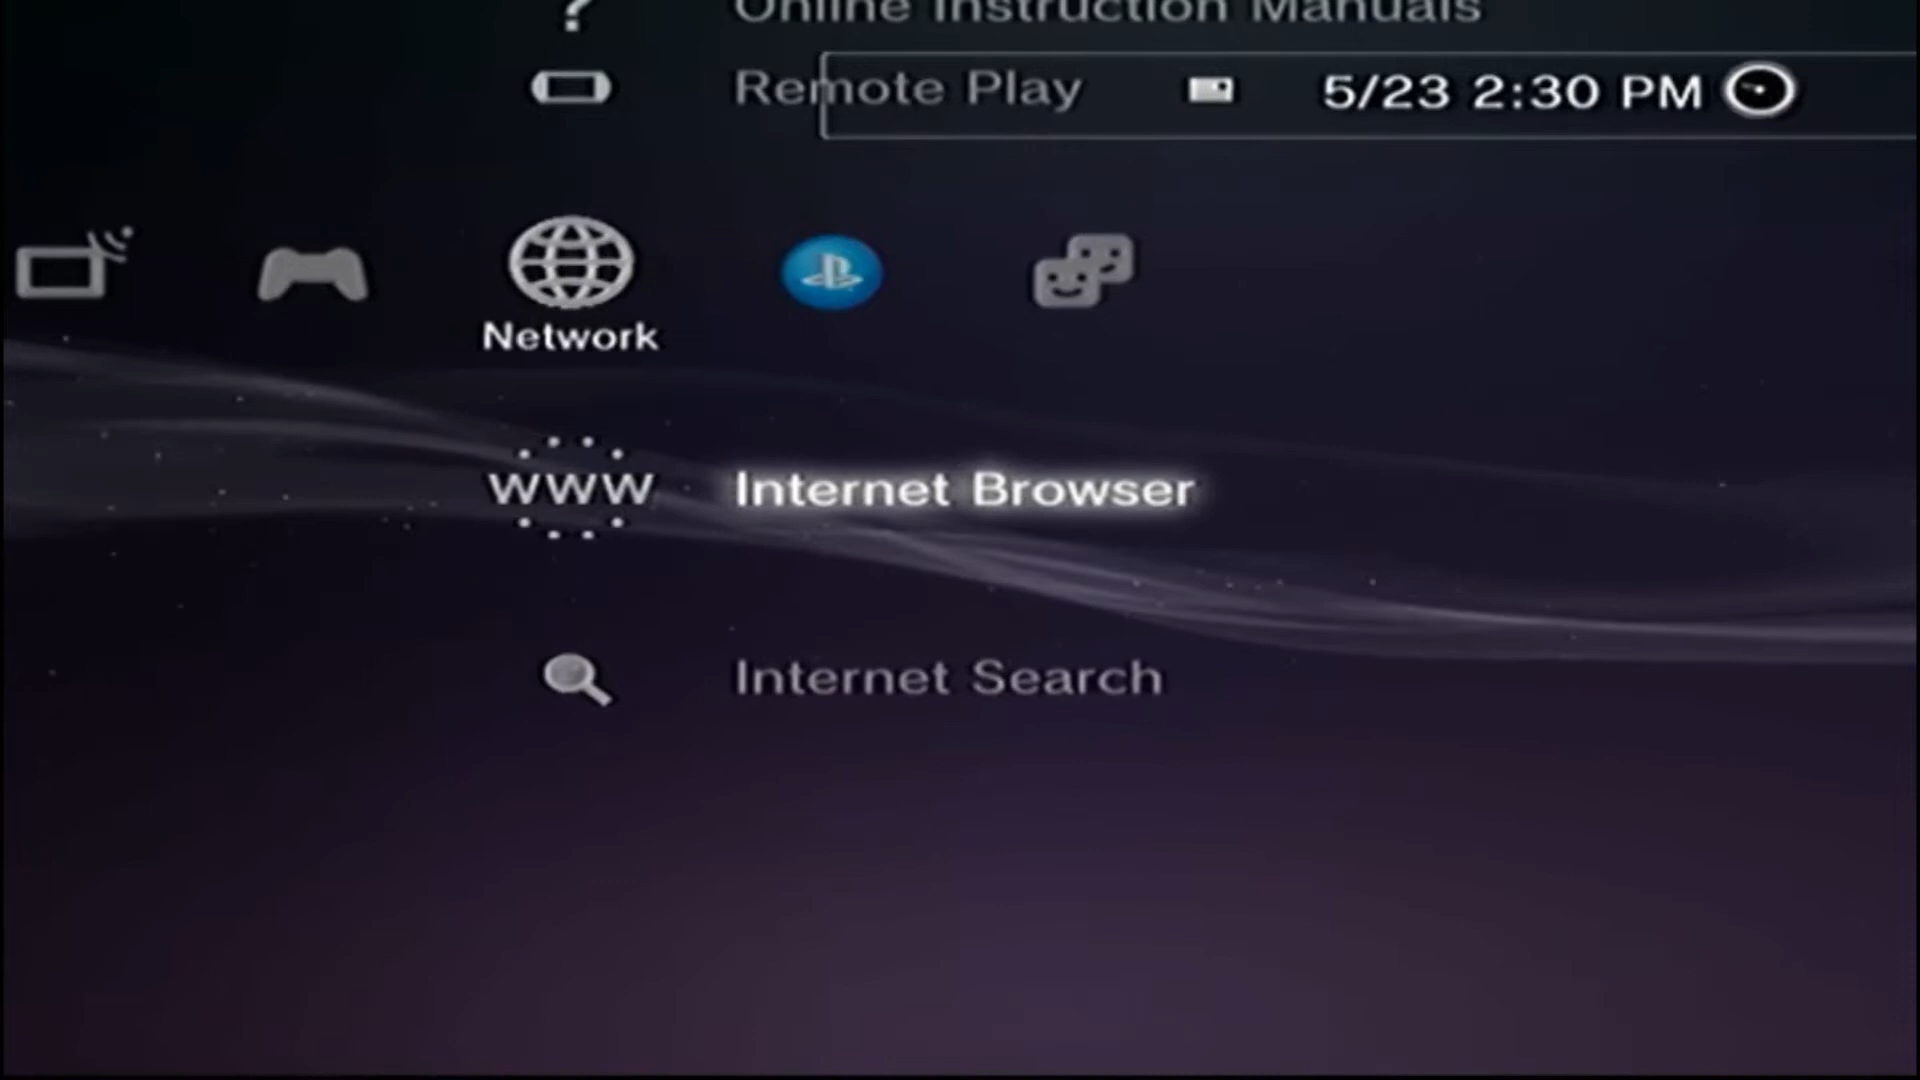 Online Instruction Manuals
Remote Play
5/23 2:30 PM
Network
www
Internet Browser
Internet Search